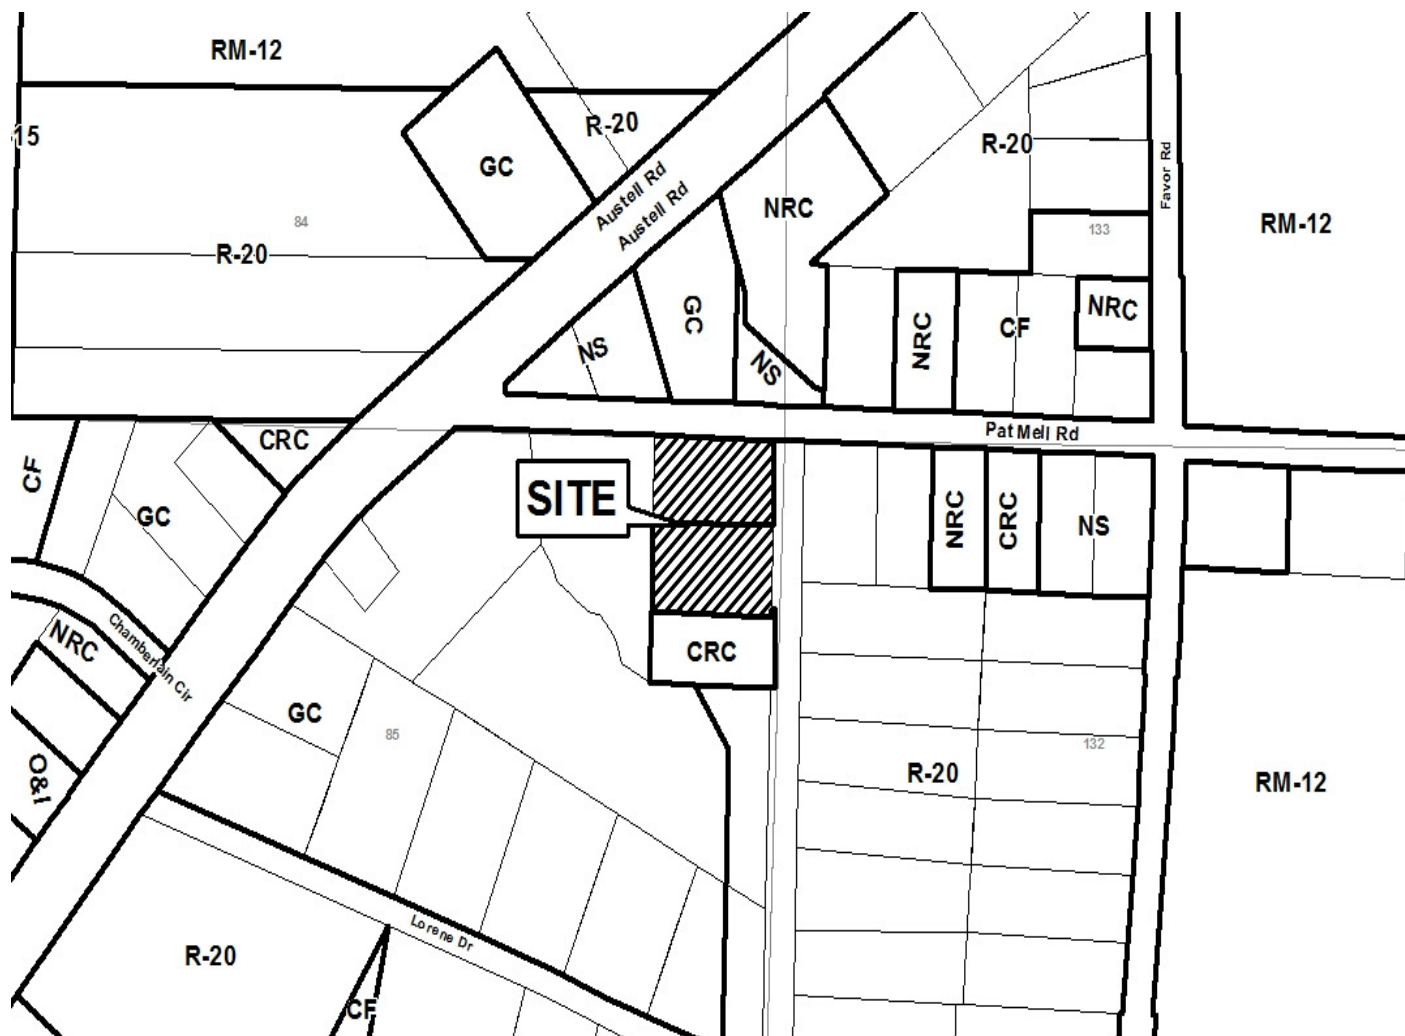 RM-12
15
R-20
GC
R-20
84
R-20
Austell Rd
Austell Rd
NRC
Favor Rd
133
RM-12
NRC
NRC
CF
GC
NS
NS
Pat Mell Rd
CRC
CF
GC
SITE
NRC
CRC
NS
Chamberlain Cir
NRC
CRC
GC
85
132
O&I
R-20
RM-12
Lorene Dr
R-20
CF